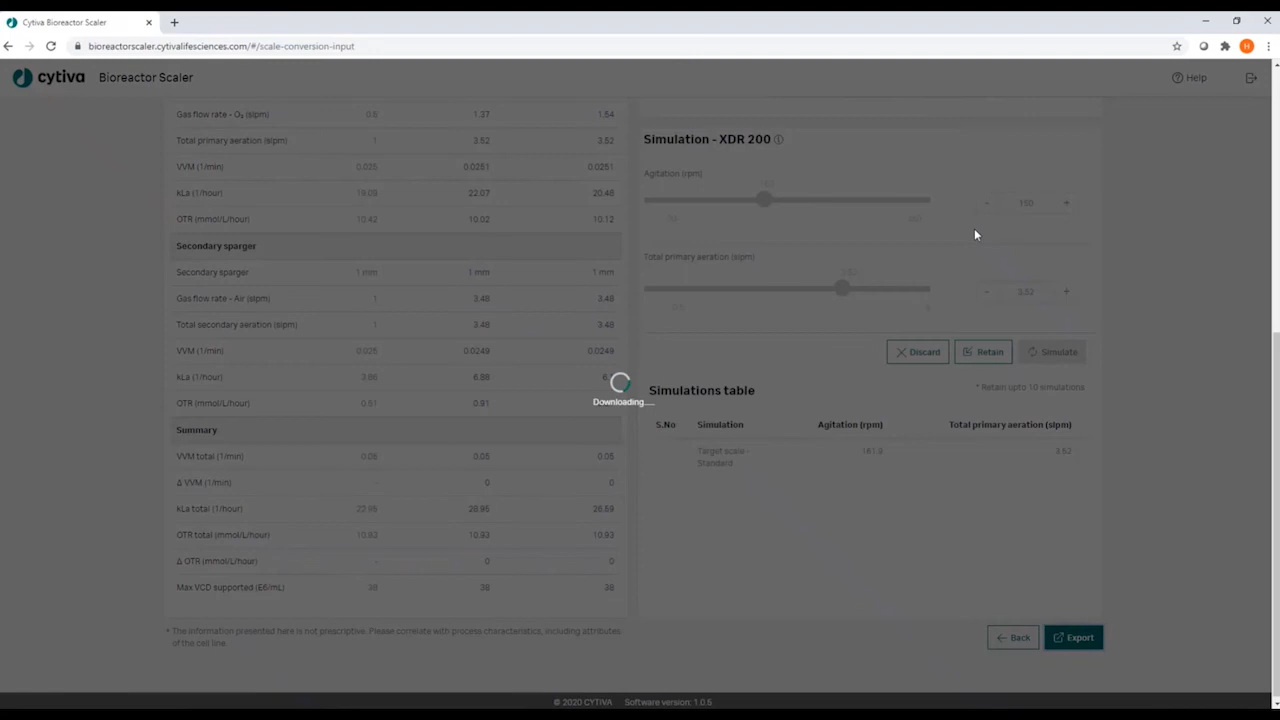 Cytiva Bioreactor Scaler
bioreactorscaler.cytivalifesciences.com/#/scale-conversion-input
H
cytiva Bioreactor Scaler
Help
Gas flow rate - O₂ (slpm) 0.6 1.27 1.54
Total primary aeration (slpm) 1 3.52 3.52
VVM (1/min) 0.025 0.0251 0.0251
kLa (1/hour) 19.09 22.07 20.46
OTR (mmol/L/hour) 10.42 10.02 10.12
Secondary sparger
Secondary sparger 1 mm 1 mm 1 mm
Gas flow rate - Air (slpm) 1 3.48 3.48
Total secondary aeration (slpm) 1 3.48 3.48
VVM (1/min) 0.025 0.0249 0.0249
kLa (1/hour) 3.86 6.88
OTR (mmol/L/hour) 0.51 0.91
Summary
VVM total (1/min) 0.05 0.05 0.05
Δ VVM (1/min) - 0 0
kLa total (1/hour) 22.95 28.95 26.59
OTR total (mmol/L/hour) 10.93 10.93 10.93
Δ OTR (mmol/L/hour) - 0 0
Max VCD supported (E6/mL) 38 38 38
* The information presented here is not prescriptive. Please correlate with process characteristics, including attributes
of the cell line.
Downloading.....
Simulation - XDR 200
Agitation (rpm)
150
- 150 +
Total primary aeration (slpm)
3.52
- 3.52 +
0.5
Discard Retain Simulate
Simulations table
* Retain upto 10 simulations
S.No Simulation Agitation (rpm) Total primary aeration (slpm)
Target scale - 161.9 3.52
Standard
Back Export
© 2020 CYTIVA Software version: 1.0.5